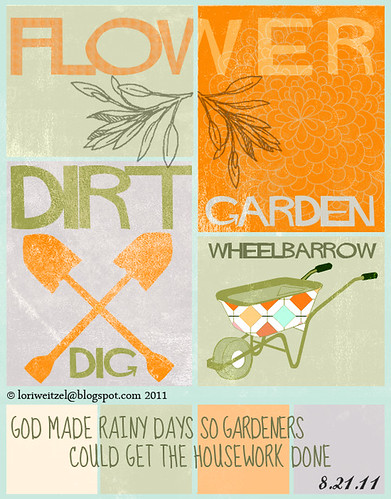 FLOWER
DIRT
GARDEN
WHEELBARROW
DIG
© loriweitzel@blogspot.com 2011
GOD MADE RAINY DAYS SO GARDENERS
COULD GET THE HOUSEWORK DONE
8.21.11